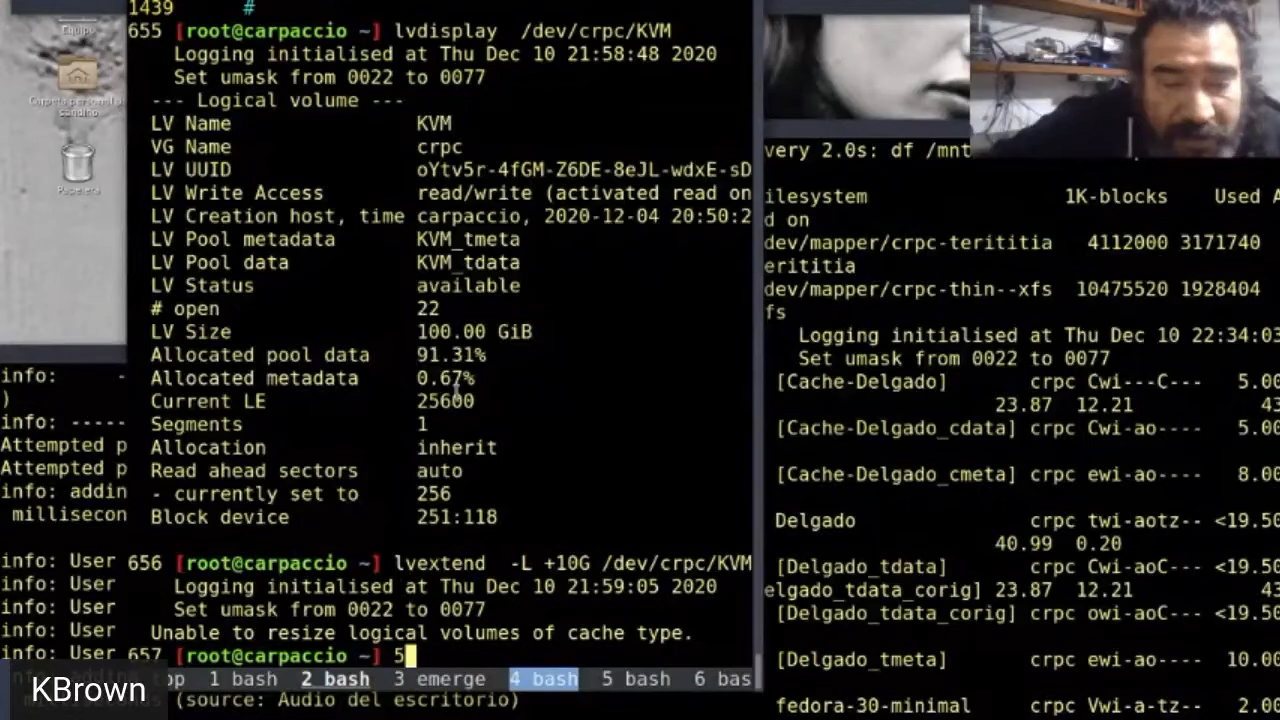 Equipo
Carpeta personal de
sandino
Papelera
1439 #
655 [root@carpaccio ~] lvdisplay /dev/crpc/KVM
Logging initialised at Thu Dec 10 21:58:48 2020
Set umask from 0022 to 0077
--- Logical volume ---
LV Name KVM
VG Name crpc
LV UUID oYtv5r-4fGM-Z6DE-8eJL-wdxE-sD
LV Write Access read/write (activated read on
LV Creation host, time carpaccio, 2020-12-04 20:50:2
LV Pool metadata KVM_tmeta
LV Pool data KVM_tdata
LV Status available
# open 22
LV Size 100.00 GiB
Allocated pool data 91.31%
Allocated metadata 0.67%
Current LE 25600
Segments 1
Allocation inherit
Read ahead sectors auto
- currently set to 256
Block device 251:118
656 [root@carpaccio ~] lvextend -L +10G /dev/crpc/KVM
Logging initialised at Thu Dec 10 21:59:05 2020
Set umask from 0022 to 0077
Unable to resize logical volumes of cache type.
657 [root@carpaccio ~] 5
op 1 bash 2 bash 3 emerge 4 bash 5 bash 6 bas
info: -
)
info: -----
Attempted p
Attempted p
info: addin
millisecon
info: User
info: User
info: User
info: User
info: User
(source: Audio del escritorio)
KBrown
very 2.0s: df /mnt
ilesystem 1K-blocks Used A
d on
dev/mapper/crpc-terititia 4112000 3171740
erititia
dev/mapper/crpc-thin--xfs 10475520 1928404
fs
Logging initialised at Thu Dec 10 22:34:03
Set umask from 0022 to 0077
[Cache-Delgado] crpc Cwi---C--- 5.00
23.87 12.21 43
[Cache-Delgado_cdata] crpc Cwi-ao---- 5.00
[Cache-Delgado_cmeta] crpc ewi-ao---- 8.00
Delgado crpc twi-aotz-- <19.50
40.99 0.20
[Delgado_tdata] crpc Cwi-aoC--- <19.50
elgado_tdata_corig] 23.87 12.21 43
[Delgado_tdata_corig] crpc owi-aoC--- <19.50
[Delgado_tmeta] crpc ewi-ao---- 10.00
fedora-30-minimal crpc Vwi-a-tz-- 2.00